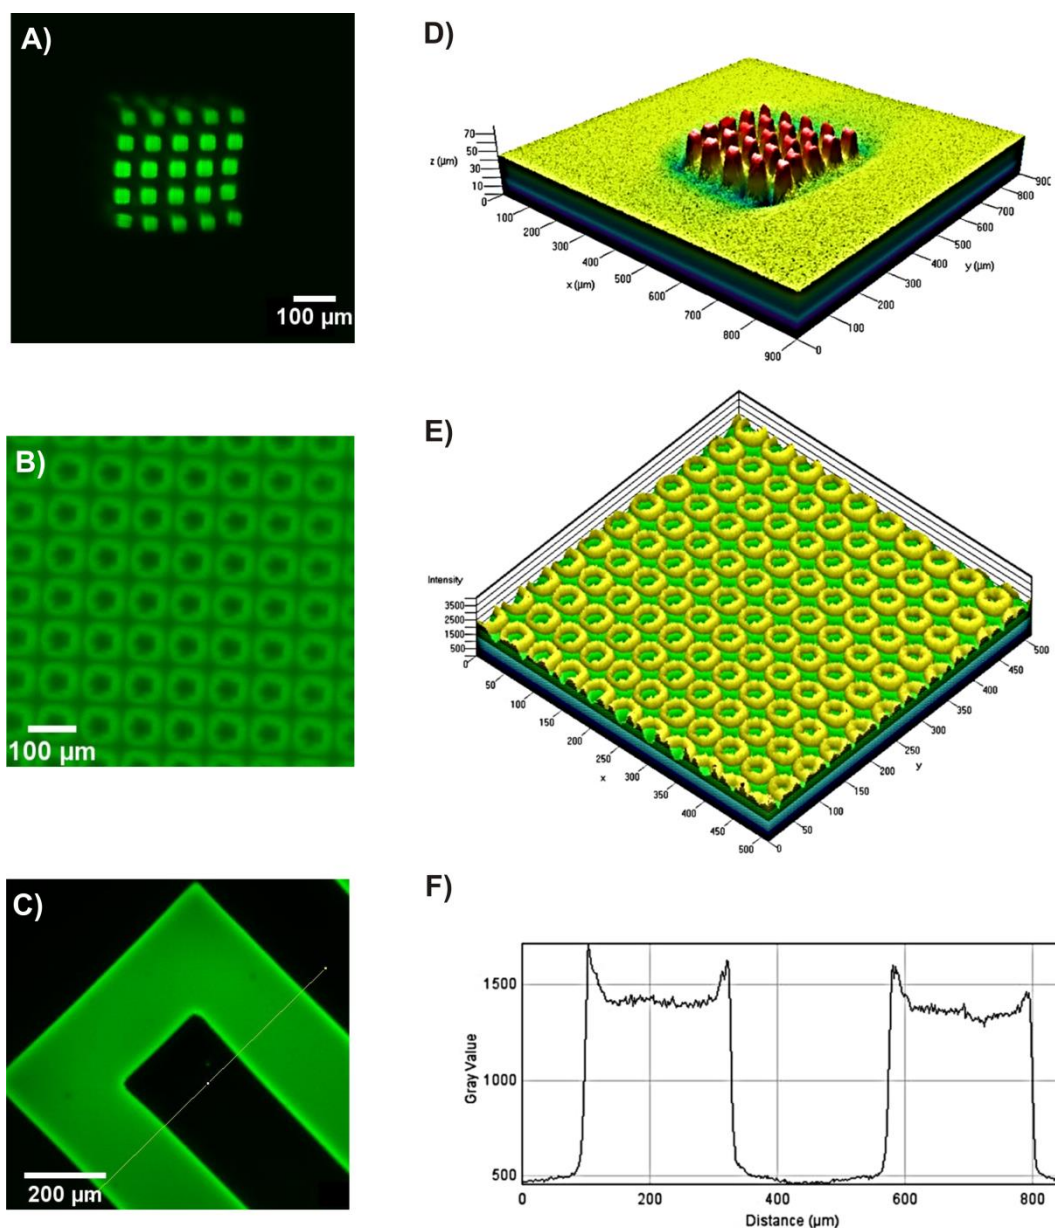 A)
100 µm
D)
70
50
30
10
0
z (µm)
100
200
300
400
500
600
700
800
900
x (µm)
0
100
200
300
400
500
600
700
800
900
y (µm)
B)
100 µm
E)
Intensity
3500
2500
1500
500
0
50
100
150
200
250
300
350
400
450
500
x
0
50
100
150
200
250
300
350
400
450
500
y
C)
200 µm
F)
1500
1000
500
Gray Value
0 200 400 600 800
Distance (µm)